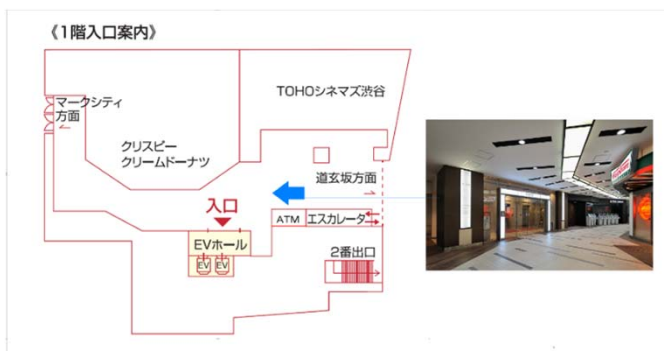 《1階入口案内》
TOHOシネマズ渋谷
マークシティ
方面
クリスピー
クリームドーナツ
道玄坂方面
入口
ATM
エスカレータ
EVホール
EV
EV
2番出口